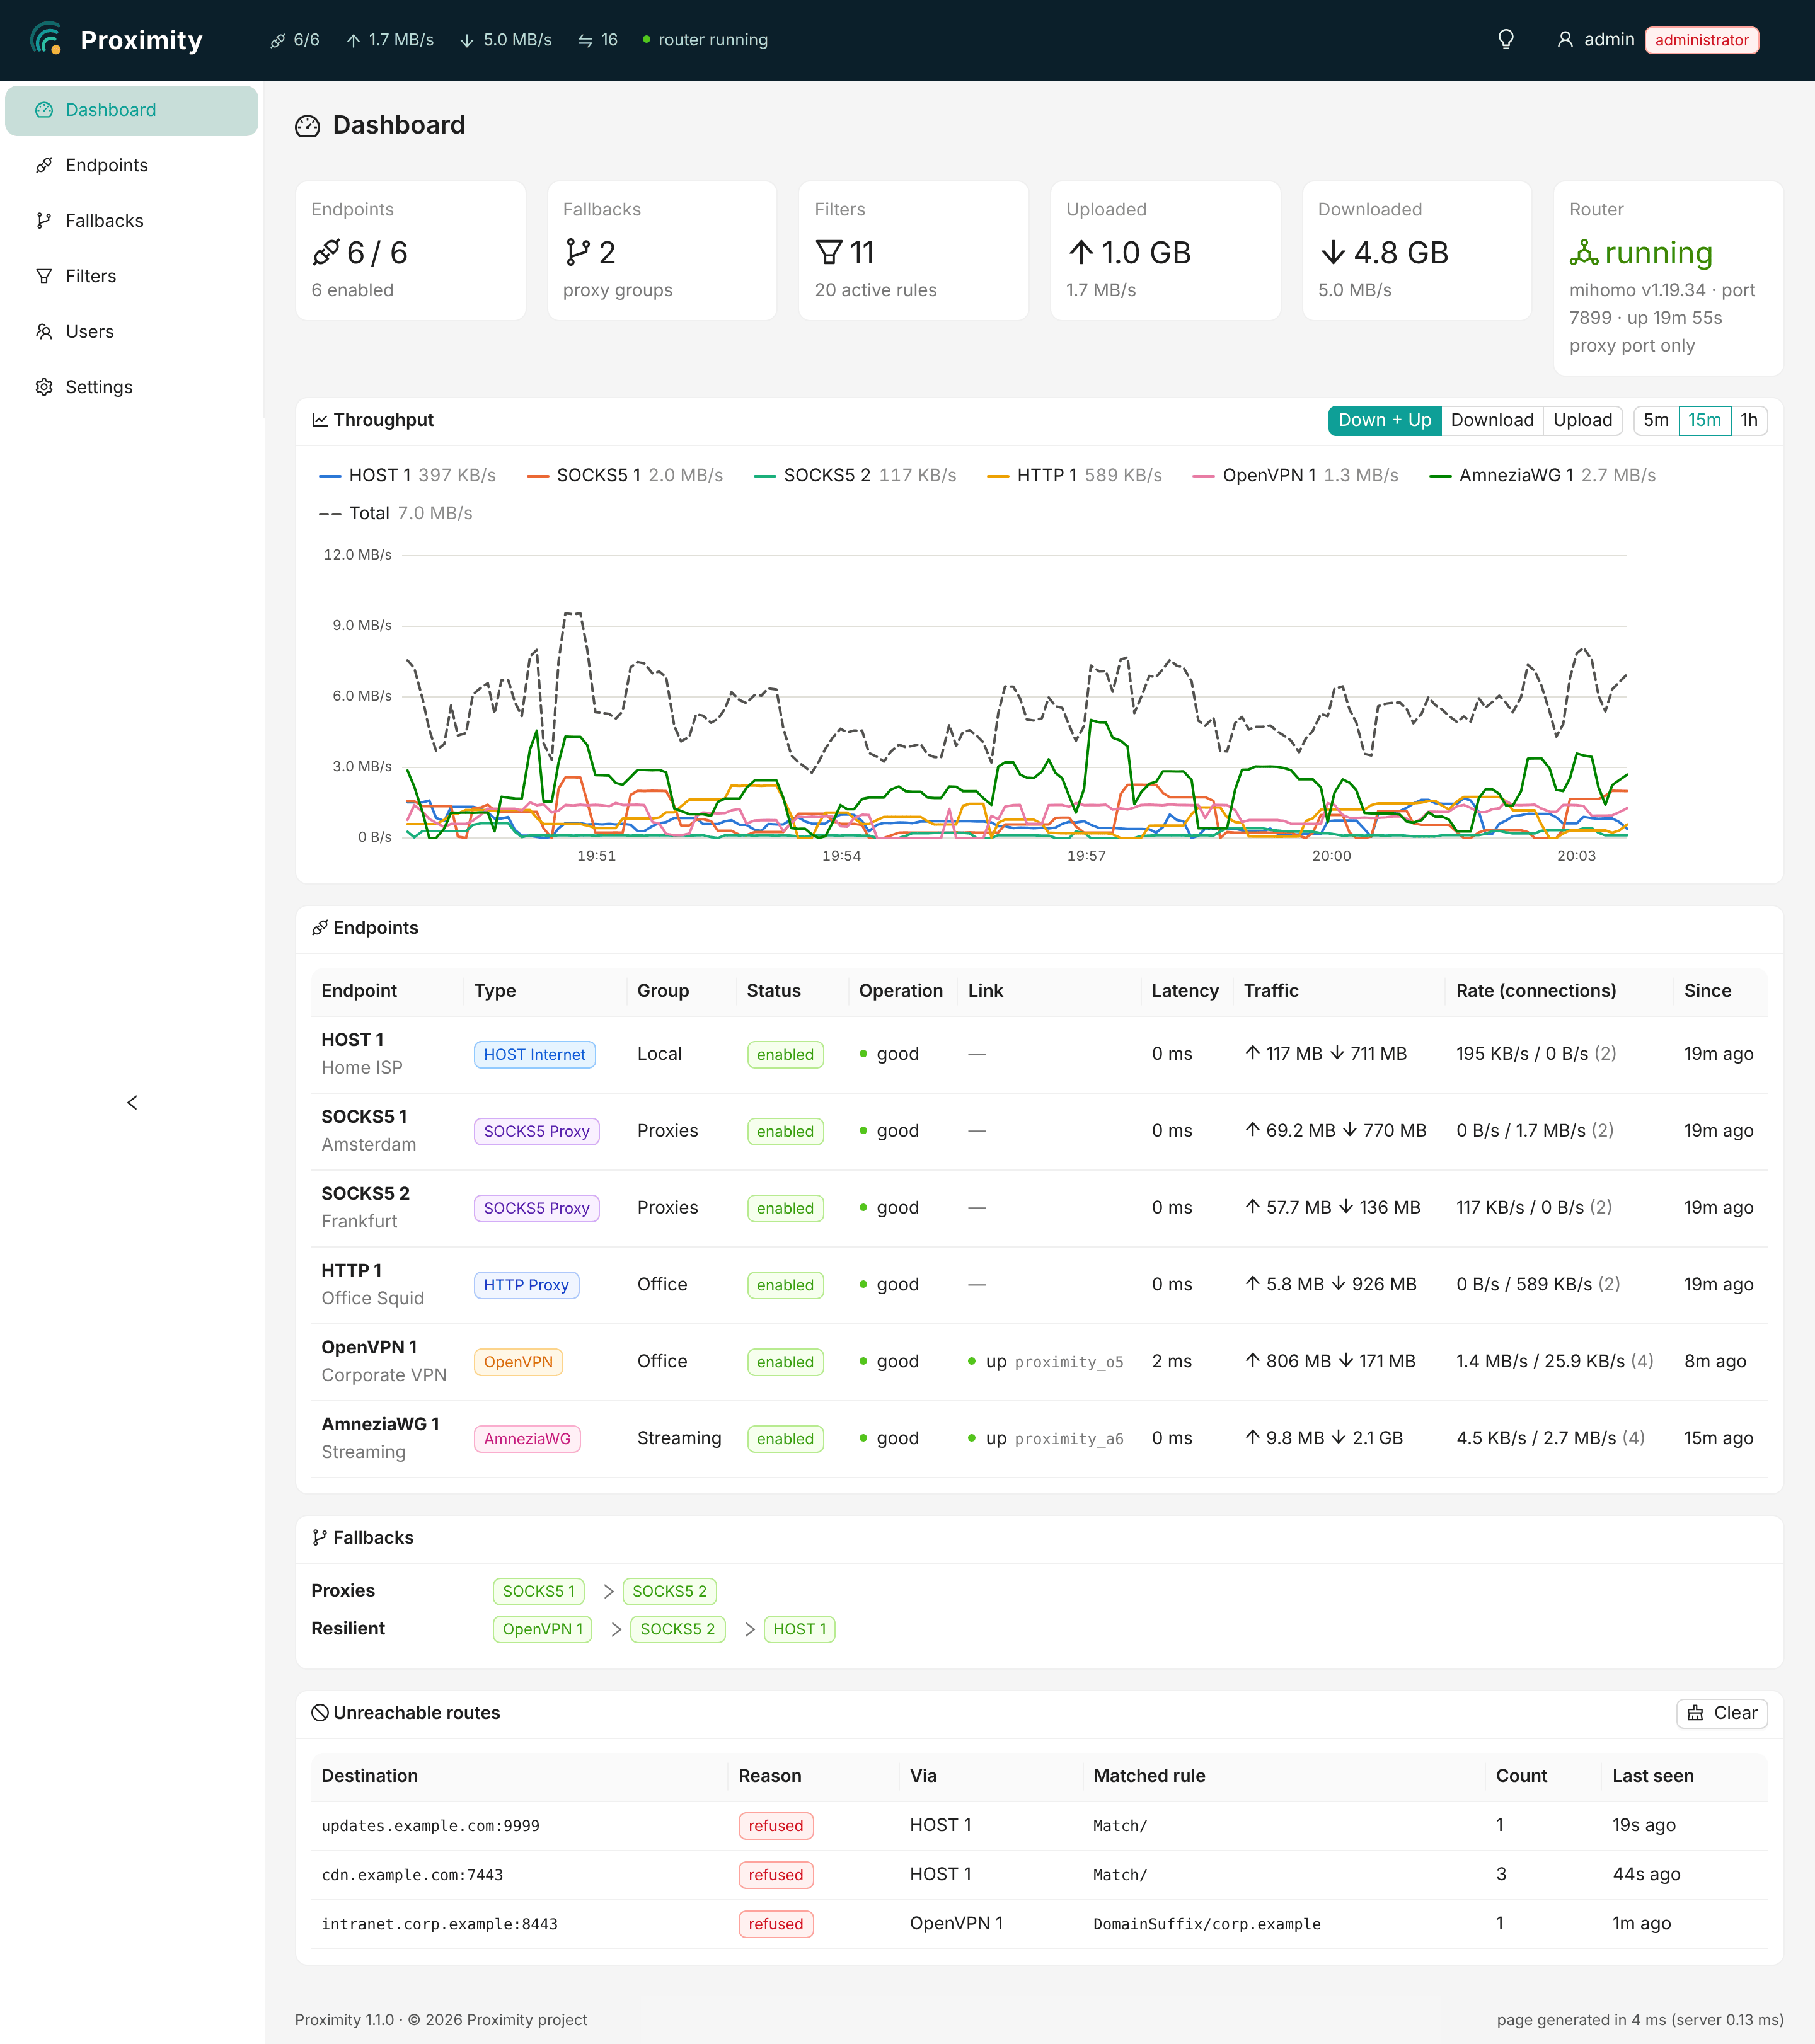 Proximity 6/6 1.7 MB/s 5.0 MB/s 16 router running admin administrator
Dashboard
Endpoints
Fallbacks
Filters
Users
Settings
Dashboard
Endpoints
6 / 6
6 enabled
Fallbacks
2
proxy groups
Filters
11
20 active rules
Uploaded
1.0 GB
1.7 MB/s
Downloaded
4.8 GB
5.0 MB/s
Router
running
mihomo v1.19.34 · port
7899 · up 19m 55s
proxy port only
Throughput Down + Up Download Upload 5m 15m 1h
HOST 1 397 KB/s SOCKS5 1 2.0 MB/s SOCKS5 2 117 KB/s HTTP 1 589 KB/s OpenVPN 1 1.3 MB/s AmneziaWG 1 2.7 MB/s
Total 7.0 MB/s
12.0 MB/s
9.0 MB/s
6.0 MB/s
3.0 MB/s
0 B/s
19:51 19:54 19:57 20:00 20:03
Endpoints
Endpoint Type Group Status Operation Link Latency Traffic Rate (connections) Since
HOST 1
Home ISP
HOST Internet Local enabled good — 0 ms ↑ 117 MB ↓ 711 MB 195 KB/s / 0 B/s (2) 19m ago
SOCKS5 1
Amsterdam
SOCKS5 Proxy Proxies enabled good — 0 ms ↑ 69.2 MB ↓ 770 MB 0 B/s / 1.7 MB/s (2) 19m ago
SOCKS5 2
Frankfurt
SOCKS5 Proxy Proxies enabled good — 0 ms ↑ 57.7 MB ↓ 136 MB 117 KB/s / 0 B/s (2) 19m ago
HTTP 1
Office Squid
HTTP Proxy Office enabled good — 0 ms ↑ 5.8 MB ↓ 926 MB 0 B/s / 589 KB/s (2) 19m ago
OpenVPN 1
Corporate VPN
OpenVPN Office enabled good up proximity_o5 2 ms ↑ 806 MB ↓ 171 MB 1.4 MB/s / 25.9 KB/s (4) 8m ago
AmneziaWG 1
Streaming
AmneziaWG Streaming enabled good up proximity_a6 0 ms ↑ 9.8 MB ↓ 2.1 GB 4.5 KB/s / 2.7 MB/s (4) 15m ago
Fallbacks
Proxies SOCKS5 1 > SOCKS5 2
Resilient OpenVPN 1 > SOCKS5 2 > HOST 1
Unreachable routes Clear
Destination Reason Via Matched rule Count Last seen
updates.example.com:9999 refused HOST 1 Match/ 1 19s ago
cdn.example.com:7443 refused HOST 1 Match/ 3 44s ago
intranet.corp.example:8443 refused OpenVPN 1 DomainSuffix/corp.example 1 1m ago
Proximity 1.1.0 · © 2026 Proximity project page generated in 4 ms (server 0.13 ms)